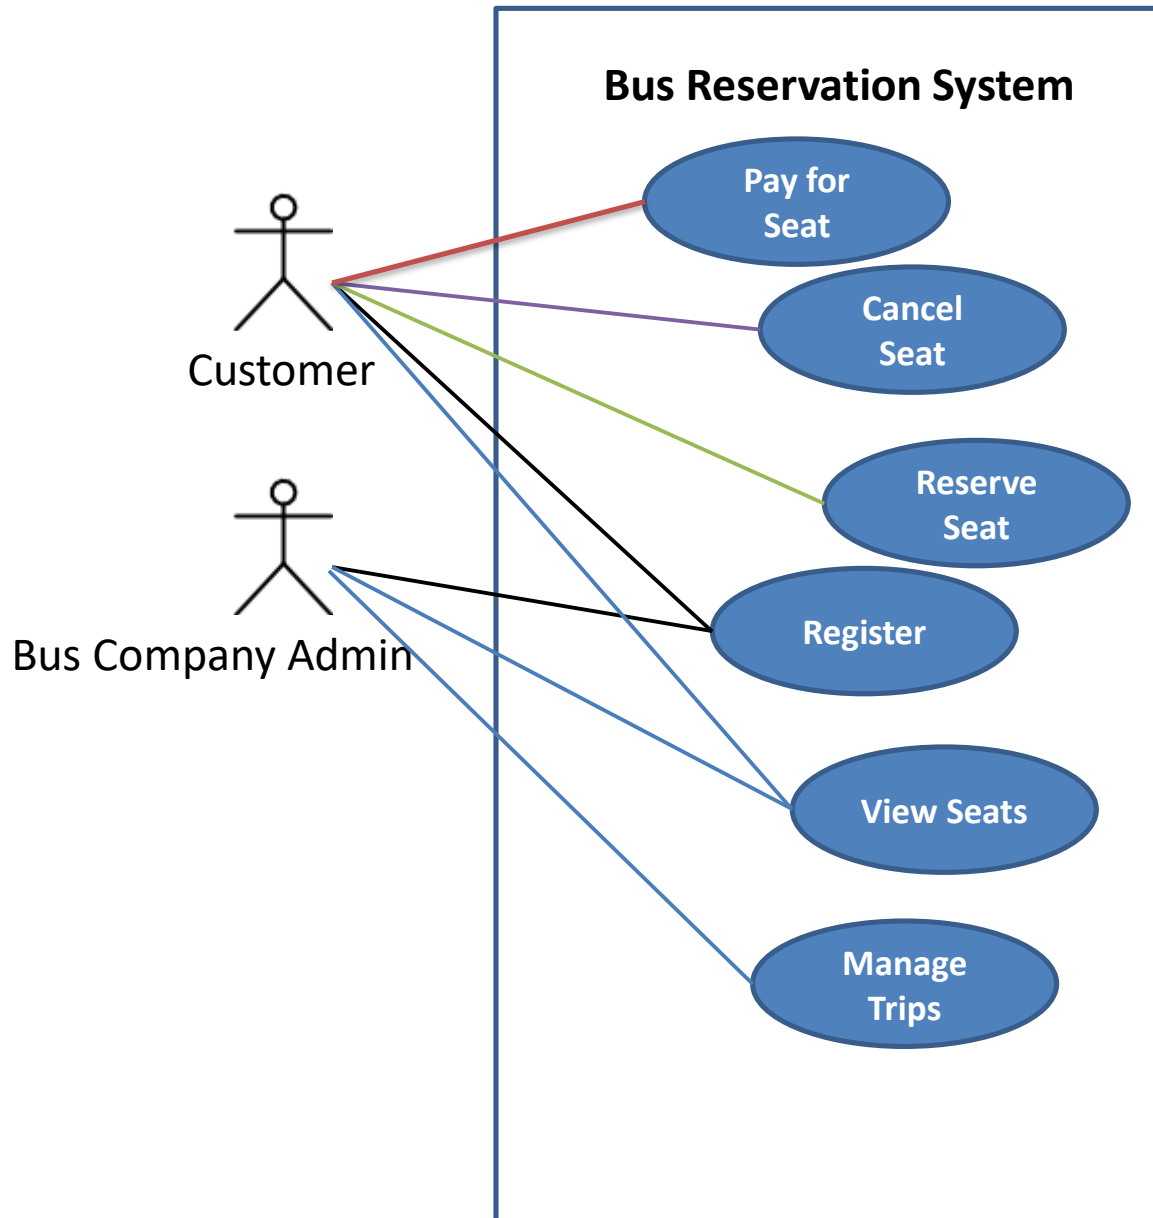 Bus Reservation System
Pay for
Seat
Cancel
Seat
Customer
Reserve
Seat
Register
Bus Company Admin
View Seats
Manage
Trips